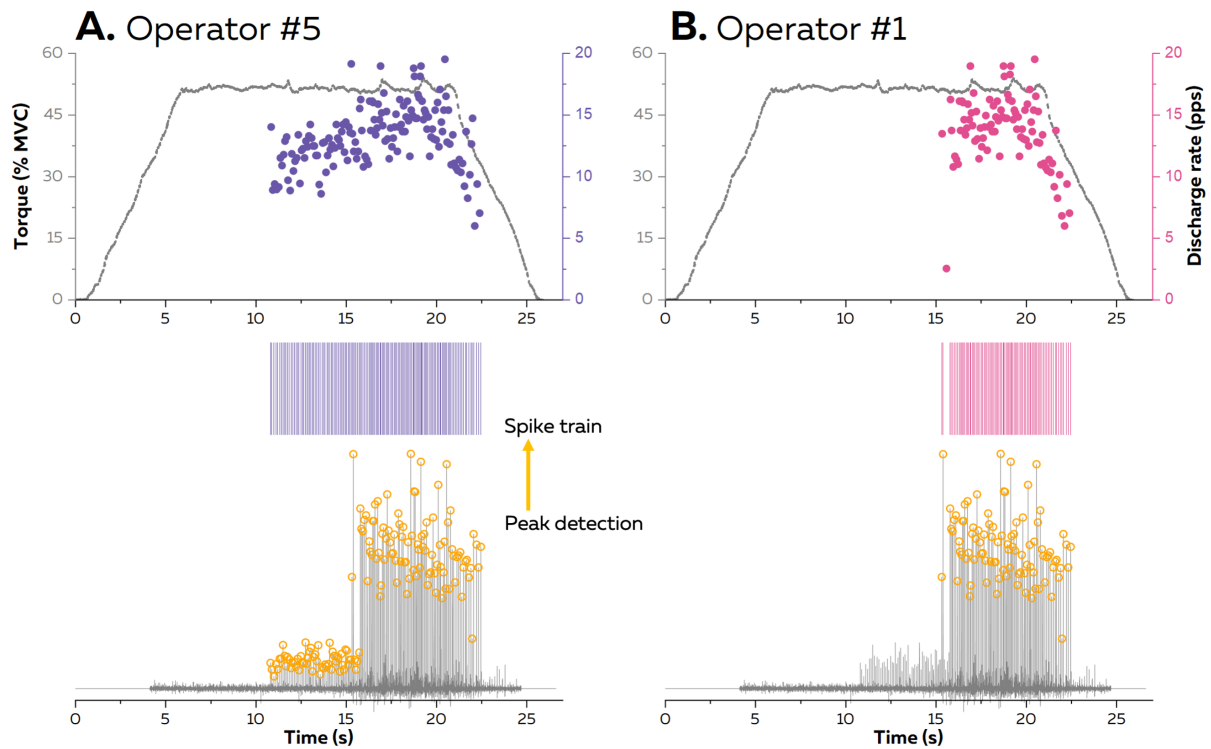 A. Operator #5
B. Operator #1
60
45
30
15
0
Torque (% MVC)
20
15
10
5
0
0 5 10 15 20 25
60
45
30
15
0
20
15
10
5
0
Discharge rate (pps)
0 5 10 15 20 25
Spike train
Peak detection
0 5 10 15 20 25
Time (s)
0 5 10 15 20 25
Time (s)